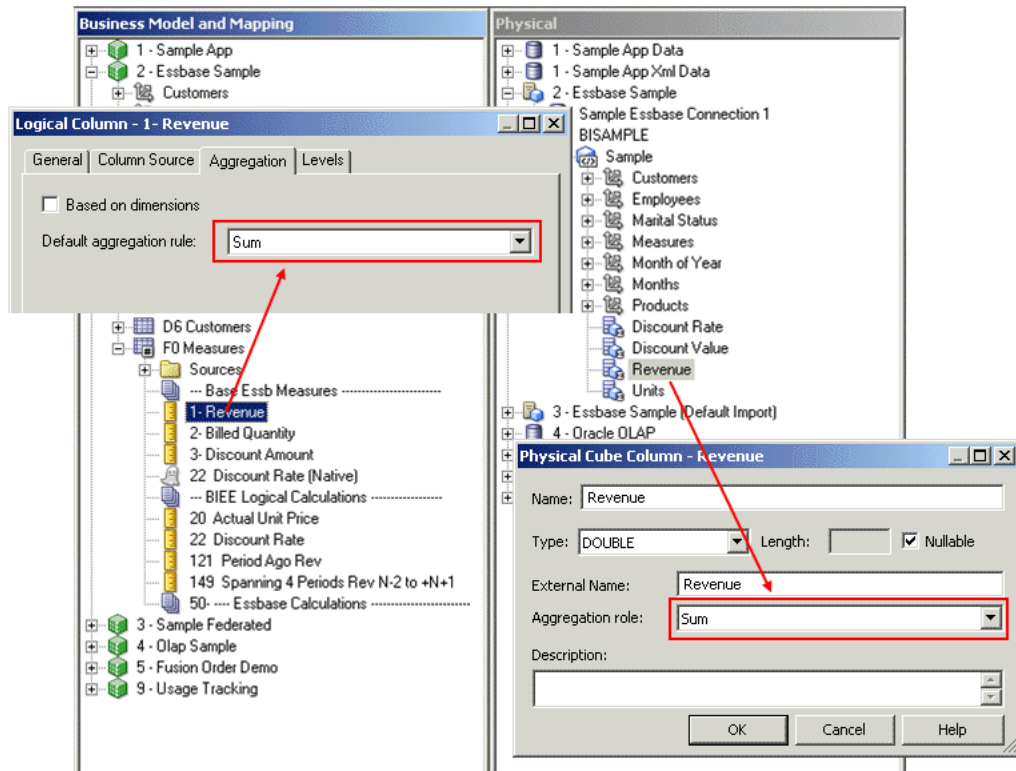 Business Model and Mapping
1 - Sample App
2 - Essbase Sample
Customers
Logical Column - 1- Revenue
General
Column Source
Aggregation
Levels
Based on dimensions
Default aggregation rule:
Sum
D6 Customers
F0 Measures
Sources
--- Base Essb Measures ---------------------
1- Revenue
2- Billed Quantity
3- Discount Amount
22 Discount Rate (Native)
--- BIEE Logical Calculations ---------------
20 Actual Unit Price
22 Discount Rate
121 Period Ago Rev
149 Spanning 4 Periods Rev N-2 to +N+1
50- ---- Essbase Calculations ---------------------
3 - Sample Federated
4 - Olap Sample
5 - Fusion Order Demo
9 - Usage Tracking
Physical
1 - Sample App Data
1 - Sample App Xml Data
2 - Essbase Sample
Sample Essbase Connection 1
BISAMPLE
Sample
Customers
Employees
Marital Status
Measures
Month of Year
Months
Products
Discount Rate
Discount Value
Revenue
Units
3 - Essbase Sample (Default Import)
4 - Oracle OLAP
Physical Cube Column - Revenue
Name: Revenue
Type: DOUBLE Length: Nullable
External Name: Revenue
Aggregation role: Sum
Description:
OK Cancel Help